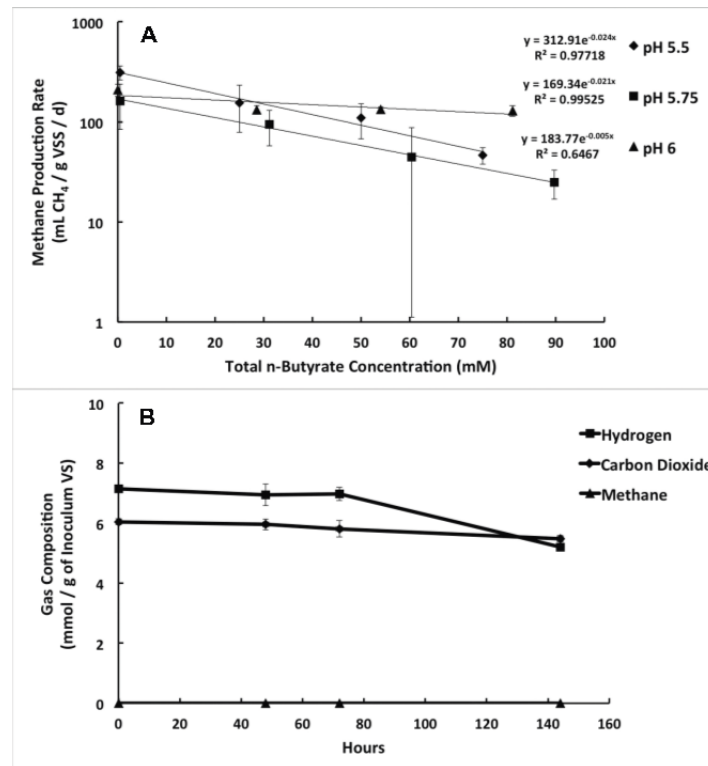 A
1000
100
10
1
0 10 20 30 40 50 60 70 80 90 100
Methane Production Rate
(mL CH₄ / g VSS / d)
Total n-Butyrate Concentration (mM)
y = 312.91e^-0.024x
R² = 0.97718
pH 5.5
y = 169.34e^-0.021x
R² = 0.99525
pH 5.75
y = 183.77e^-0.005x
R² = 0.6467
pH 6
B
10
8
6
4
2
0
0 20 40 60 80 100 120 140 160
Gas Composition
(mmol / g of Inoculum VS)
Hours
Hydrogen
Carbon Dioxide
Methane